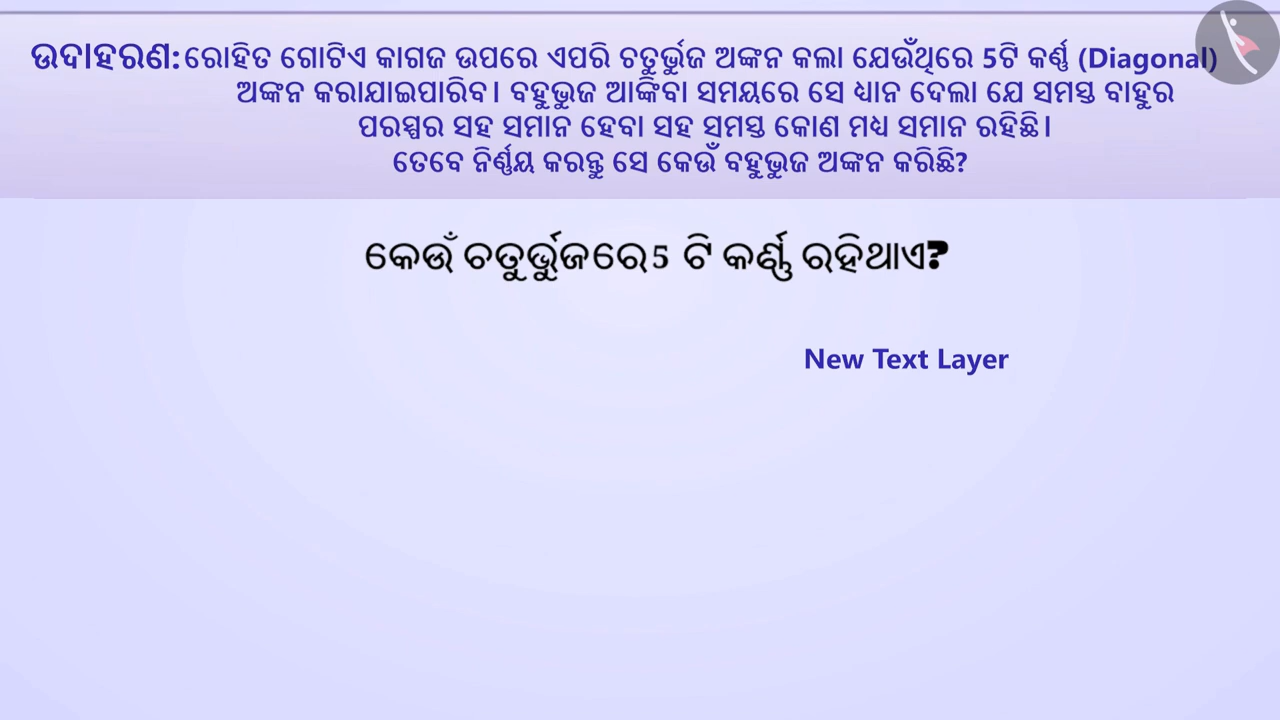 ଉଦାହରଣ: ରୋହିତ ଗୋଟିଏ କାଗଜ ଉପରେ ଏପରି ଚତୁର୍ଭୁଜ ଅଙ୍କନ କଲା ଯେଉଁଥିରେ 5ଟି କର୍ଣ୍ଣ (Diagonal)
ଅଙ୍କନ କରାଯାଇପାରିବ। ବହୁଭୁଜ ଆଙ୍କିବା ସମୟରେ ସେ ଧ୍ୟାନ ଦେଲା ଯେ ସମସ୍ତ ବାହୁର
ପରସ୍ପର ସହ ସମାନ ହେବା ସହ ସମସ୍ତ କୋଣ ମଧ୍ୟ ସମାନ ରହିଛି।
ତେବେ ନିର୍ଣ୍ଣୟ କରନ୍ତୁ ସେ କେଉଁ ବହୁଭୁଜ ଅଙ୍କନ କରିଛି?
କେଉଁ ଚତୁର୍ଭୁଜରେ 5 ଟି କର୍ଣ୍ଣ ରହିଥାଏ?
New Text Layer